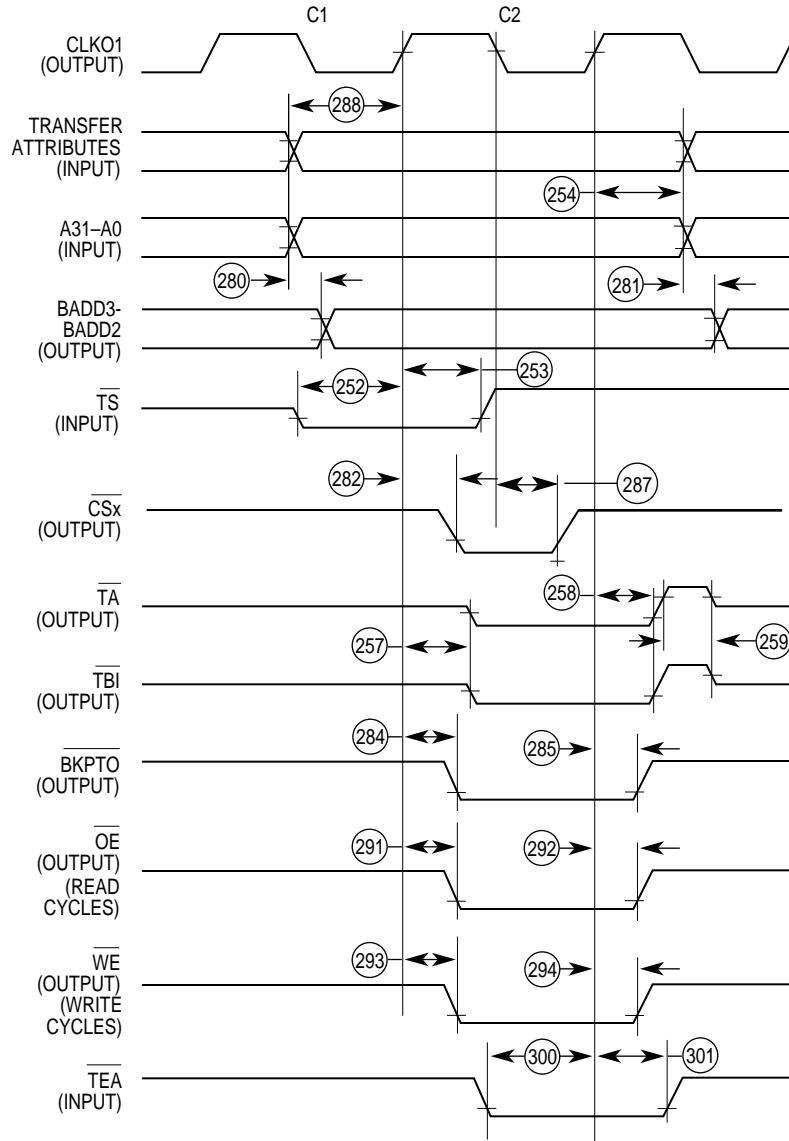 C1
C2
CLKO1
(OUTPUT)
288
TRANSFER
ATTRIBUTES
(INPUT)
254
A31–A0
(INPUT)
280
281
BADD3-
BADD2
(OUTPUT)
252
253
TS
(INPUT)
282
287
CSx
(OUTPUT)
258
TA
(OUTPUT)
257
259
TBI
(OUTPUT)
284
285
BKPTO
(OUTPUT)
291
292
OE
(OUTPUT)
(READ
CYCLES)
293
294
WE
(OUTPUT)
(WRITE
CYCLES)
300
301
TEA
(INPUT)